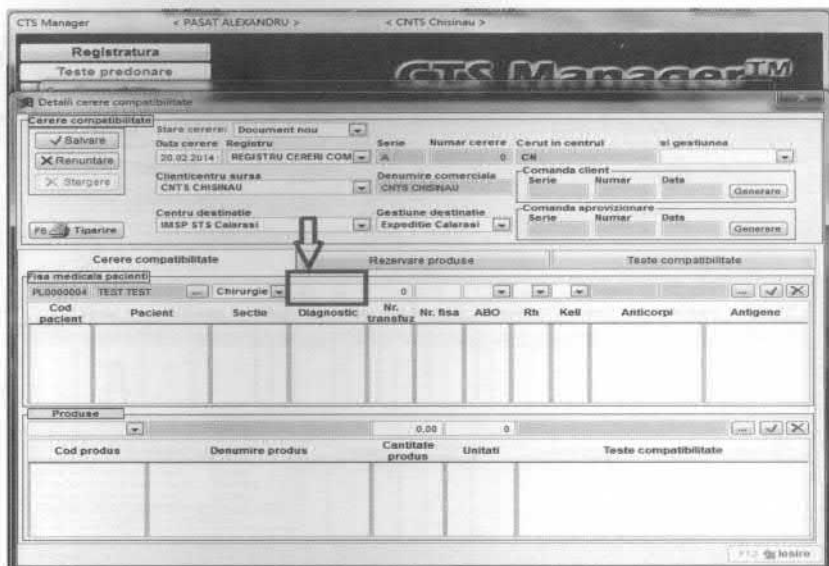 CTS Manager < PASAT ALEXANDRU > < CNTS Chisinau >
Registratura
Teste predonare
CTS Manager™
Detalii cerere compatibilitate
Cerere compatibilitate
Stare cererei Document nou
Salvare
Data cerere Registru Serie Numar cerere Cerut in centrul si gestiunea
20.02.2014 REGISTRU CERERI COM A 0 CN
Renuntare
Stergere
Client/centru sursa Denumire comerciala Comanda client
CNTS CHISINAU CNTS CHISINAU Serie Numar Data Generare
Centru destinatie Gestiune destinatie Comanda aprovizionare
F6 Tiparire IMSP STS Calarasi Expeditie Calarasi Serie Numar Data Generare
Cerere compatibilitate Rezervare produse Teste compatibilitate
Fisa medicala pacienti
PL0000004 TEST TEST ... Chirurgie 0 ...
Cod pacient Pacient Sectie Diagnostic Nr. transfuz Nr. fisa ABO Rh Kell Anticorpi Antigene
Produse
0,00 0 ...
Cod produs Denumire produs Cantitate produs Unitati Teste compatibilitate
F12 Iesire